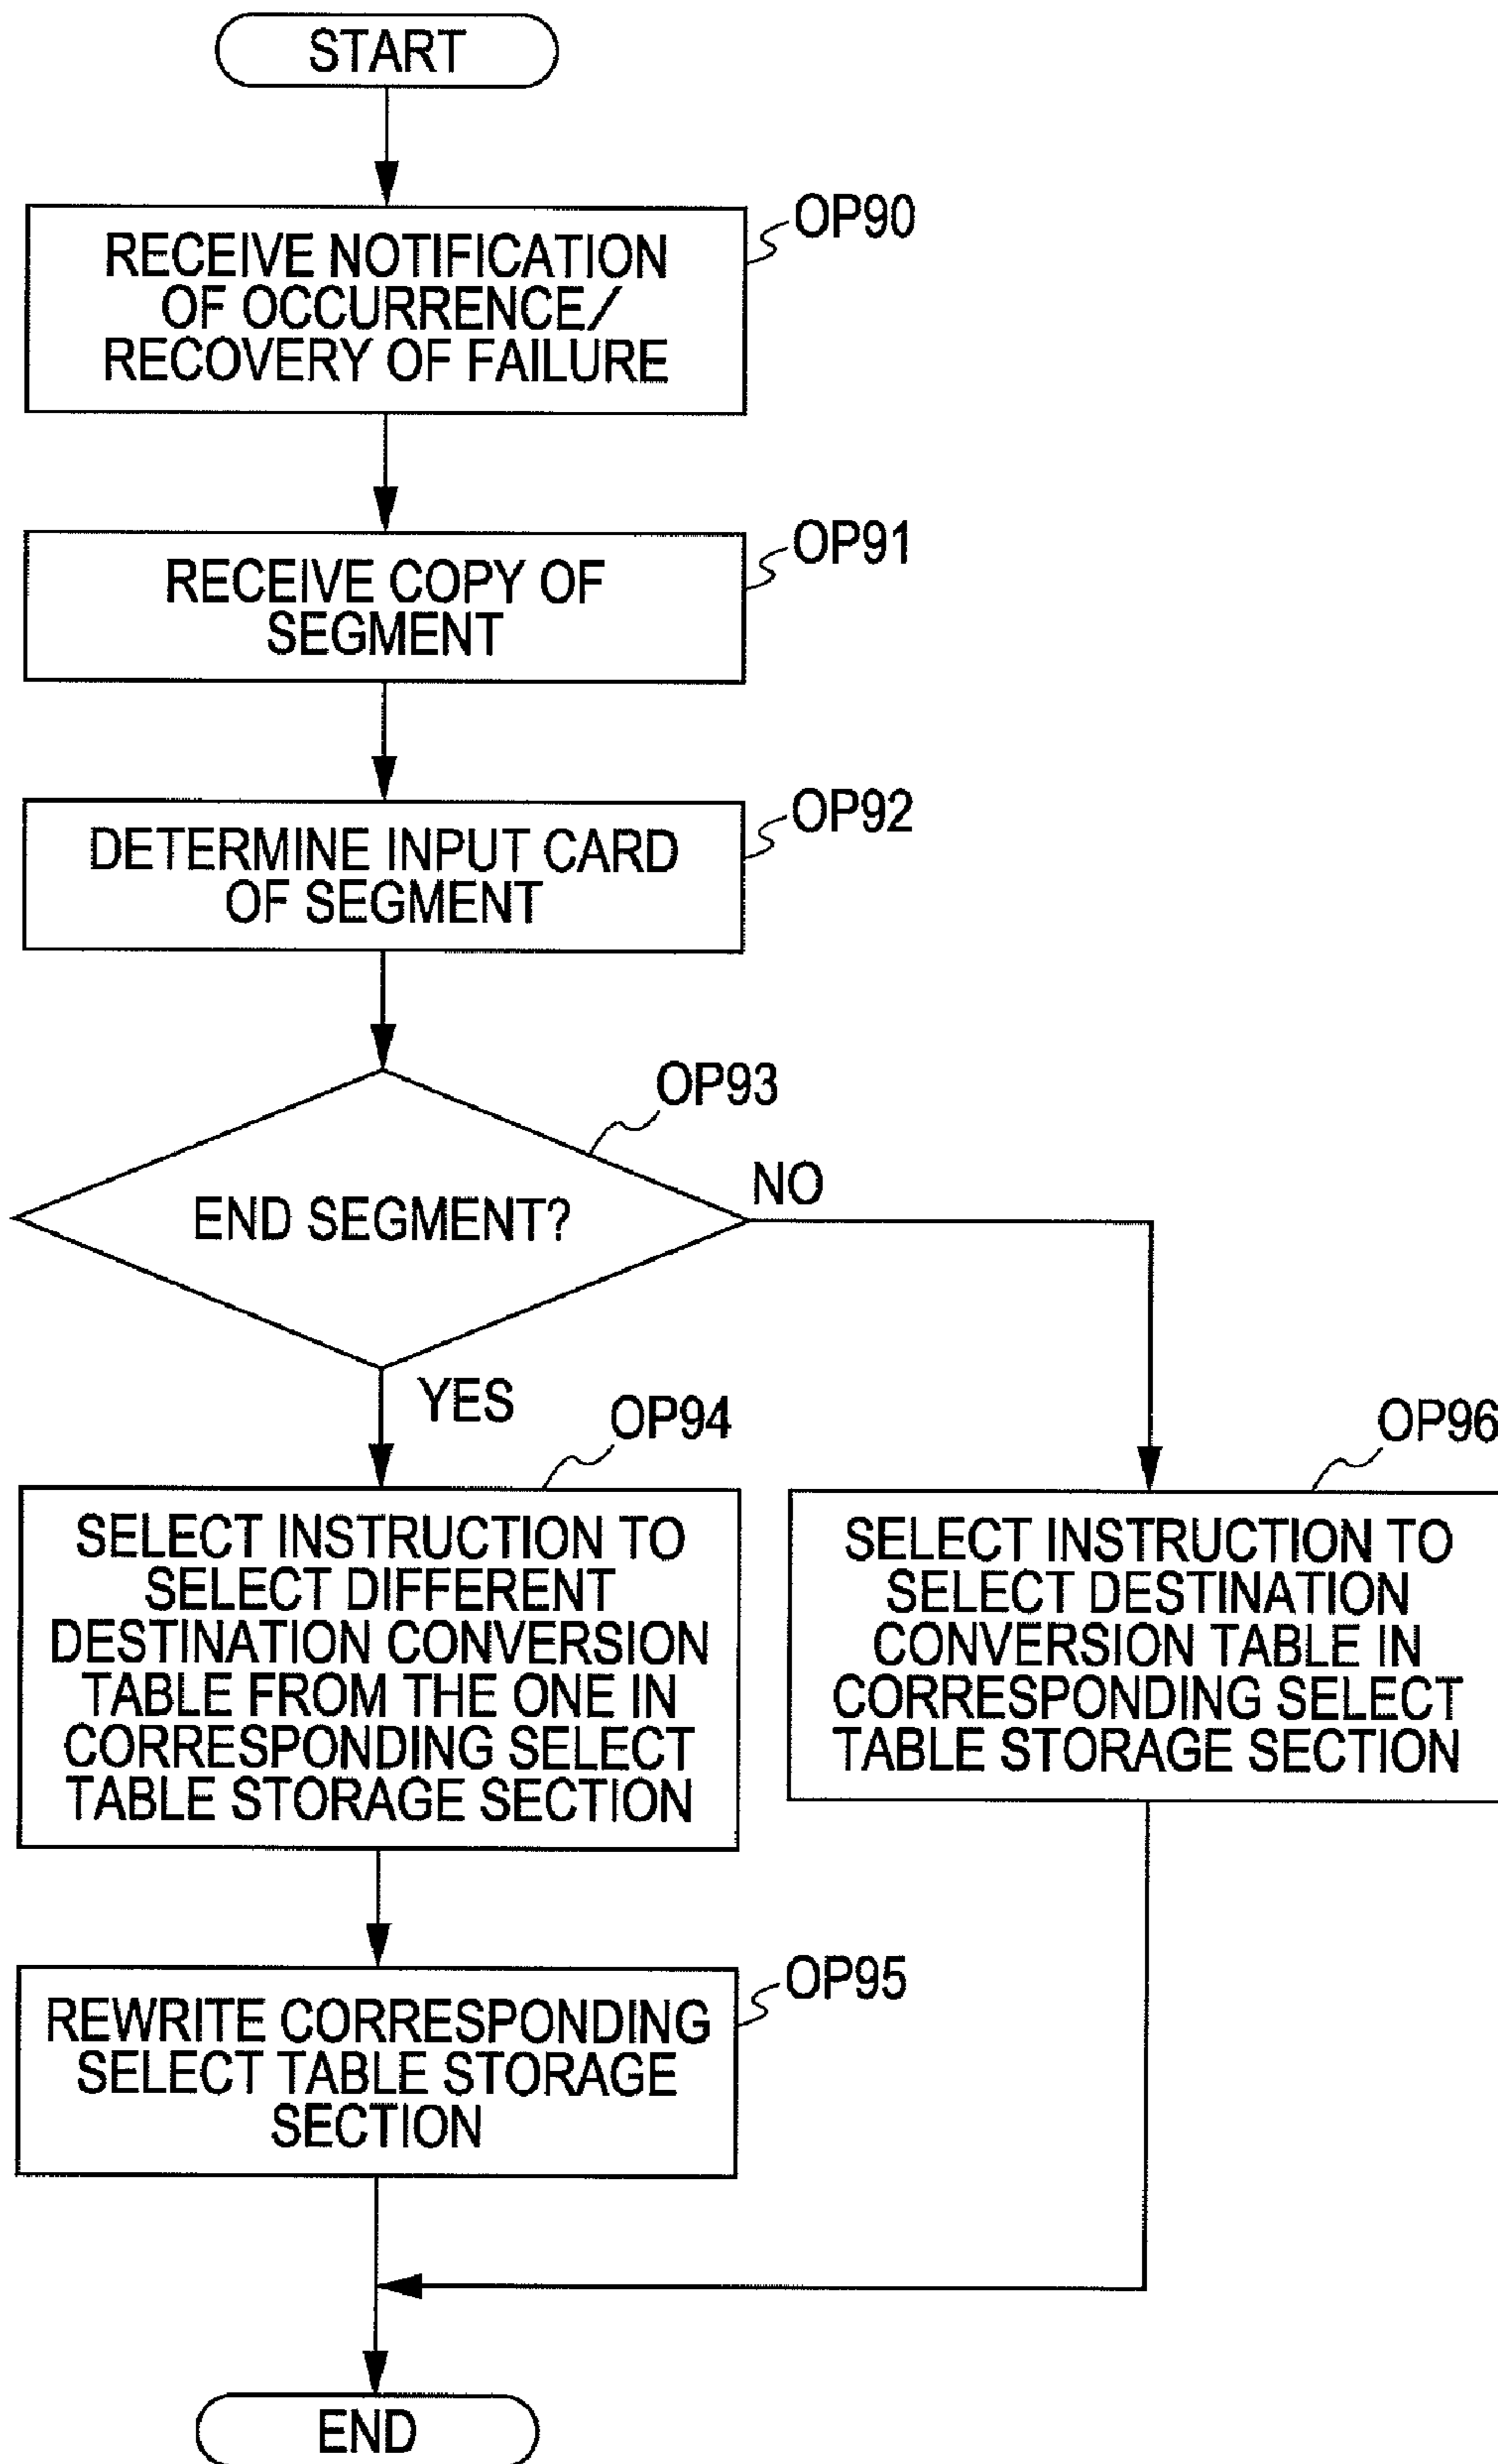 START
OP90
RECEIVE NOTIFICATION
OF OCCURRENCE/
RECOVERY OF FAILURE
OP91
RECEIVE COPY OF
SEGMENT
OP92
DETERMINE INPUT CARD
OF SEGMENT
OP93
END SEGMENT?
NO
YES
OP94
SELECT INSTRUCTION TO
SELECT DIFFERENT
DESTINATION CONVERSION
TABLE FROM THE ONE IN
CORRESPONDING SELECT
TABLE STORAGE SECTION
OP96
SELECT INSTRUCTION TO
SELECT DESTINATION
CONVERSION TABLE IN
CORRESPONDING SELECT
TABLE STORAGE SECTION
OP95
REWRITE CORRESPONDING
SELECT TABLE STORAGE
SECTION
END